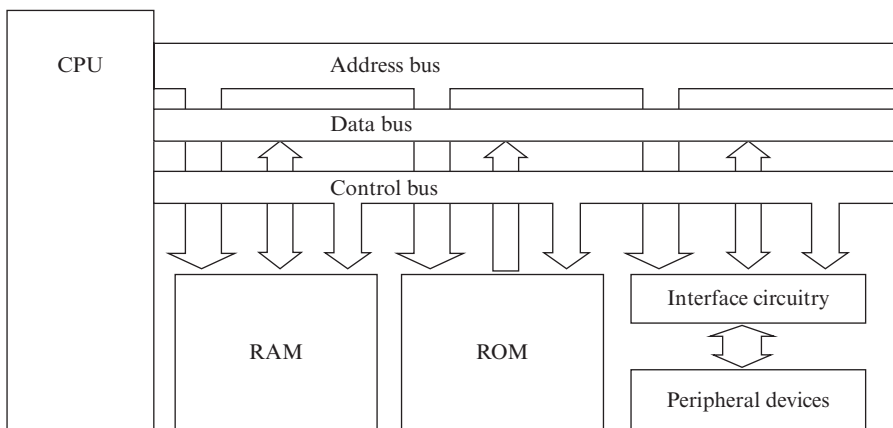 CPU
Address bus
Data bus
Control bus
RAM
ROM
Interface circuitry
Peripheral devices